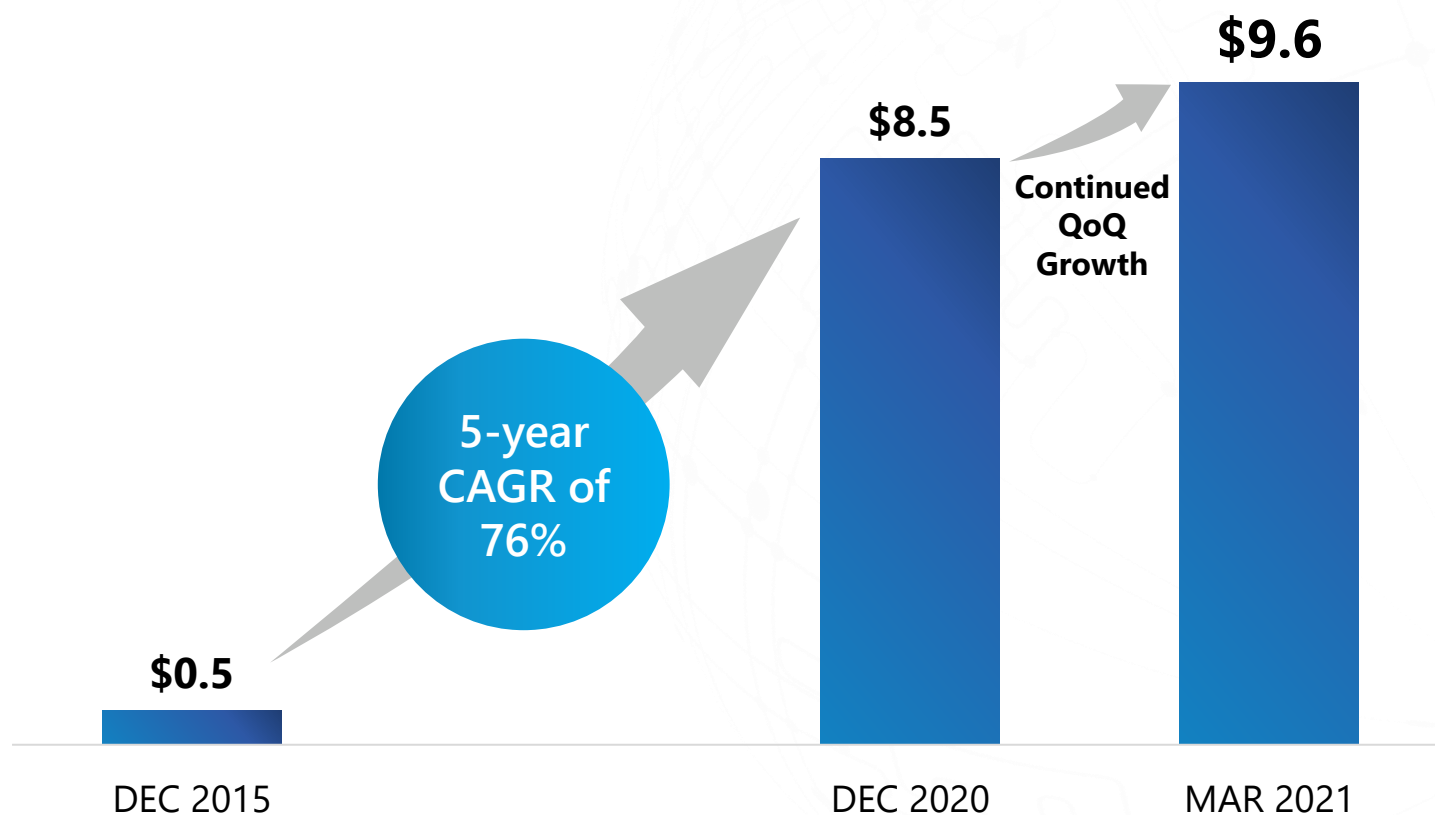 $9.6
$8.5
Continued
QoQ
Growth
5-year
CAGR of
76%
$0.5
DEC 2015
DEC 2020
MAR 2021